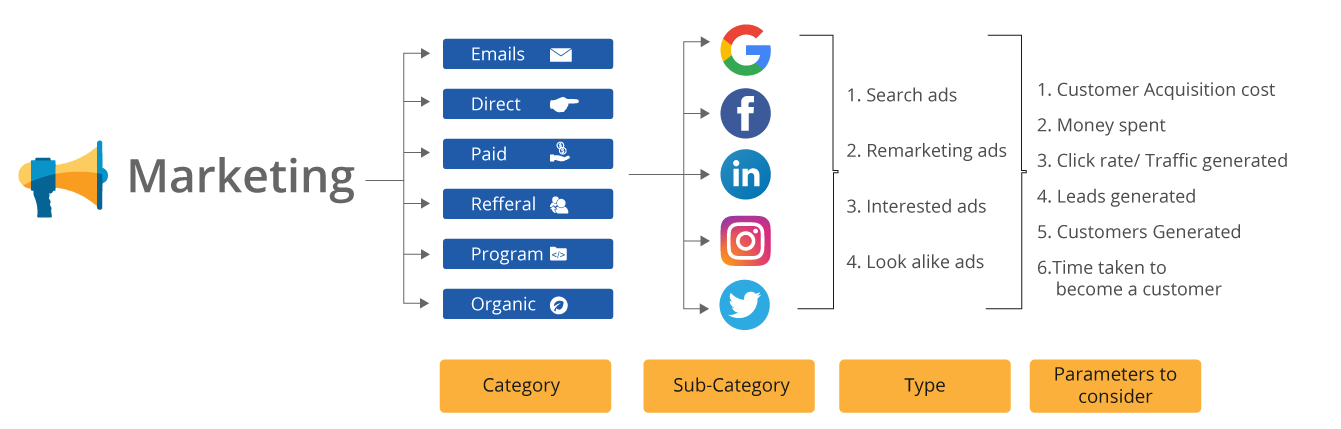 Marketing
Emails
Direct
Paid
Refferal
Program
Organic
1. Search ads
2. Remarketing ads
3. Interested ads
4. Look alike ads
1. Customer Acquisition cost
2. Money spent
3. Click rate/ Traffic generated
4. Leads generated
5. Customers Generated
6.Time taken to
become a customer
Category
Sub-Category
Type
Parameters to
consider